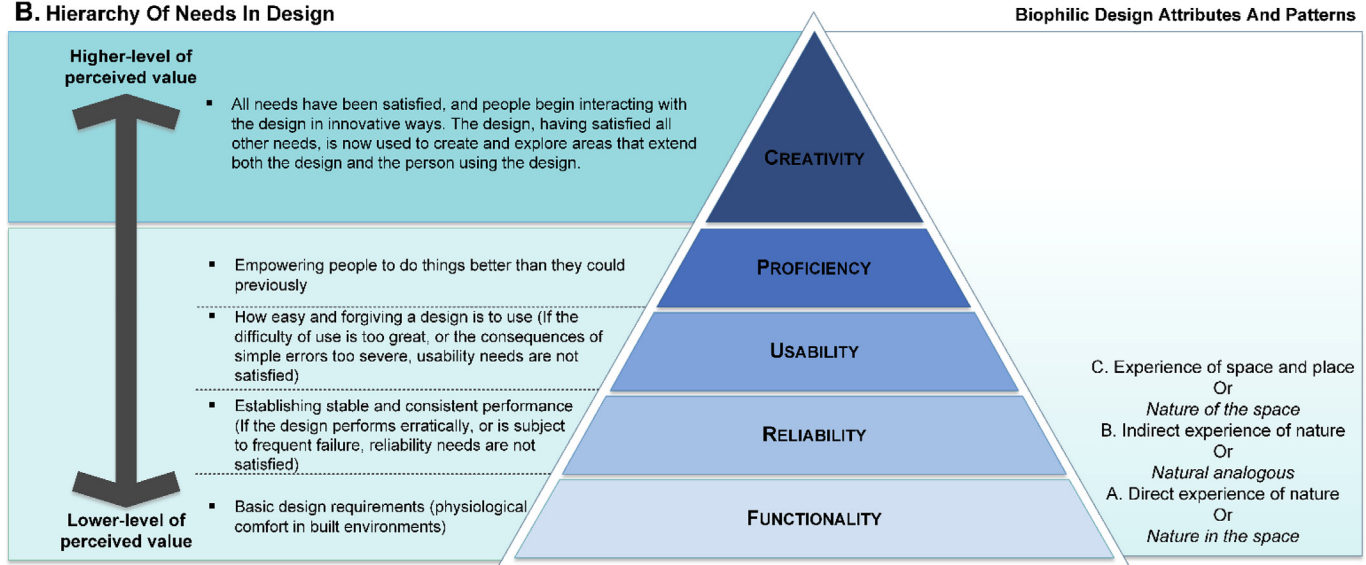 B. Hierarchy Of Needs In Design
Biophilic Design Attributes And Patterns
Higher-level of
perceived value
▪ All needs have been satisfied, and people begin interacting with
the design in innovative ways. The design, having satisfied all
other needs, is now used to create and explore areas that extend
both the design and the person using the design.
CREATIVITY
▪ Empowering people to do things better than they could
previously
PROFICIENCY
▪ How easy and forgiving a design is to use (If the
difficulty of use is too great, or the consequences of
simple errors too severe, usability needs are not
satisfied)
USABILITY
▪ Establishing stable and consistent performance
(If the design performs erratically, or is subject
to frequent failure, reliability needs are not
satisfied)
RELIABILITY
▪ Basic design requirements (physiological
comfort in built environments)
FUNCTIONALITY
Lower-level of
perceived value
C. Experience of space and place
Or
Nature of the space
B. Indirect experience of nature
Or
Natural analogous
A. Direct experience of nature
Or
Nature in the space